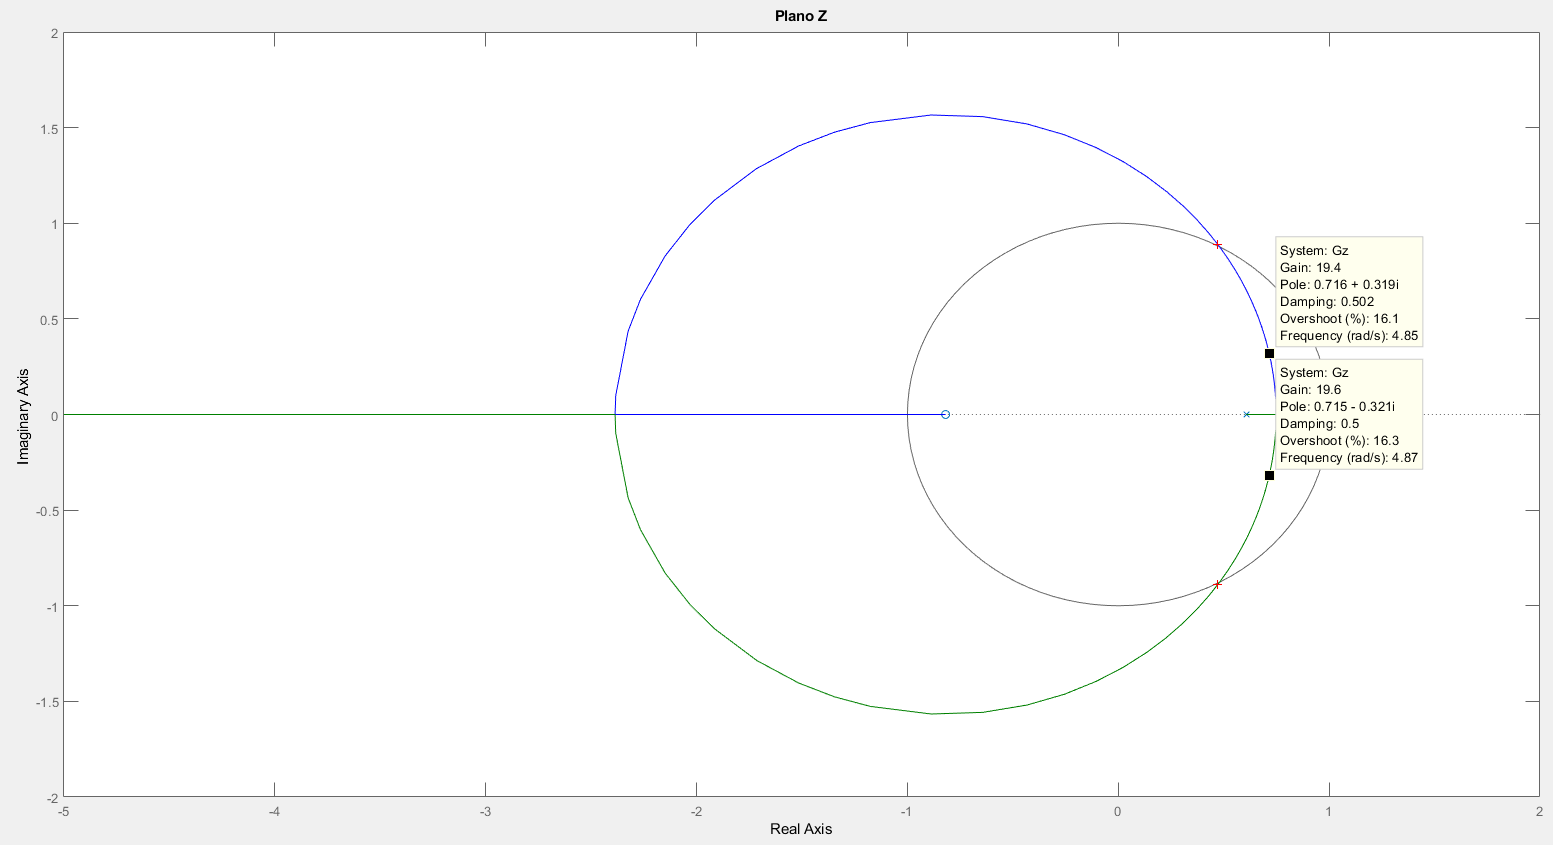 Plano Z
2
1.5
1
0.5
0
-0.5
-1
-1.5
-2
Imaginary Axis
System: Gz
Gain: 19.4
Pole: 0.716 + 0.319i
Damping: 0.502
Overshoot (%): 16.1
Frequency (rad/s): 4.85
System: Gz
Gain: 19.6
Pole: 0.715 - 0.321i
Damping: 0.5
Overshoot (%): 16.3
Frequency (rad/s): 4.87
-5 -4 -3 -2 -1 0 1 2
Real Axis